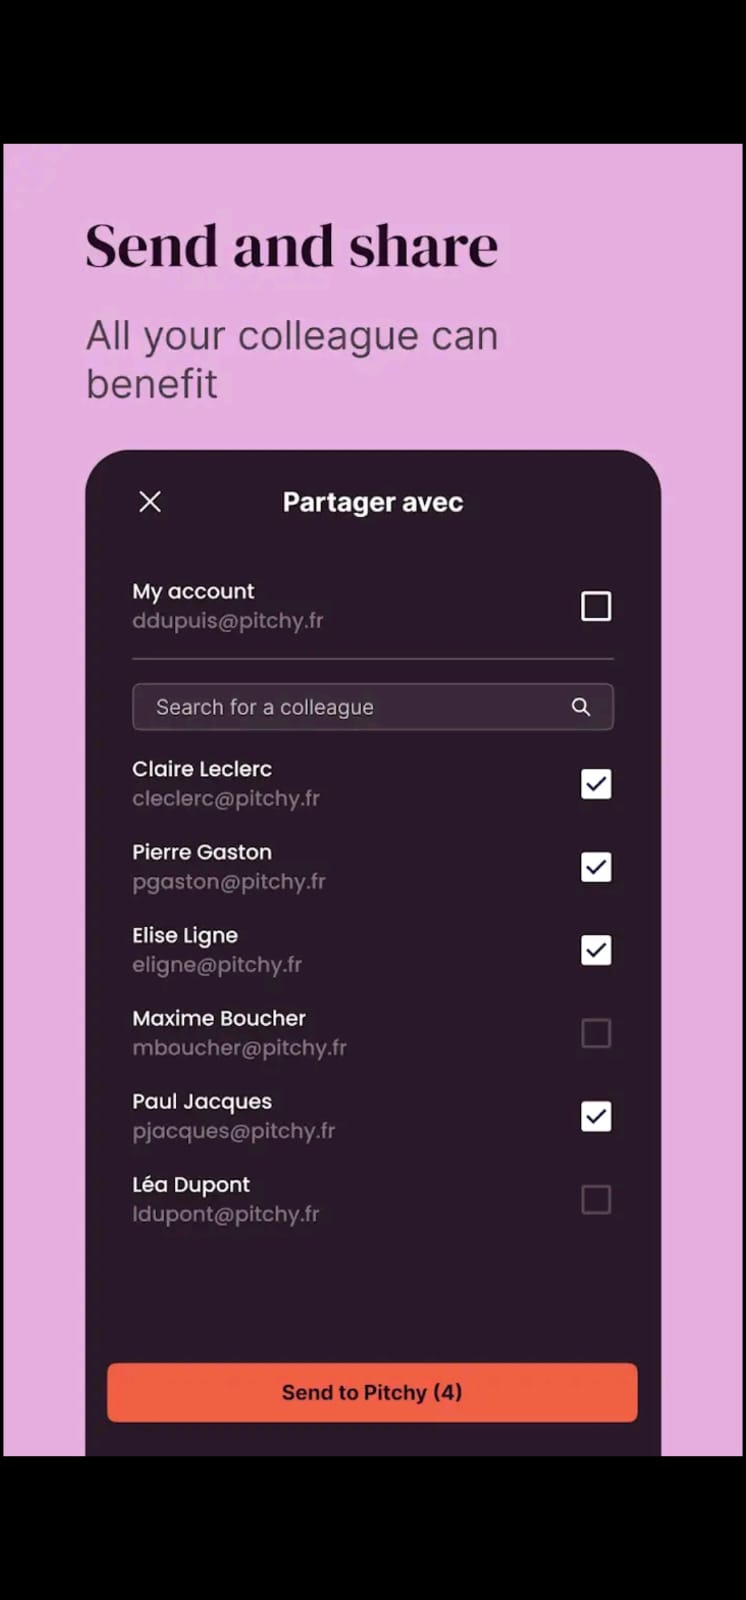 Send and share
All your colleague can
benefit
Partager avec
My account
ddupuis@pitchy.fr
Search for a colleague
Claire Leclerc
cleclerc@pitchy.fr
Pierre Gaston
pgaston@pitchy.fr
Elise Ligne
eligne@pitchy.fr
Maxime Boucher
mboucher@pitchy.fr
Paul Jacques
pjacques@pitchy.fr
Léa Dupont
ldupont@pitchy.fr
Send to Pitchy (4)